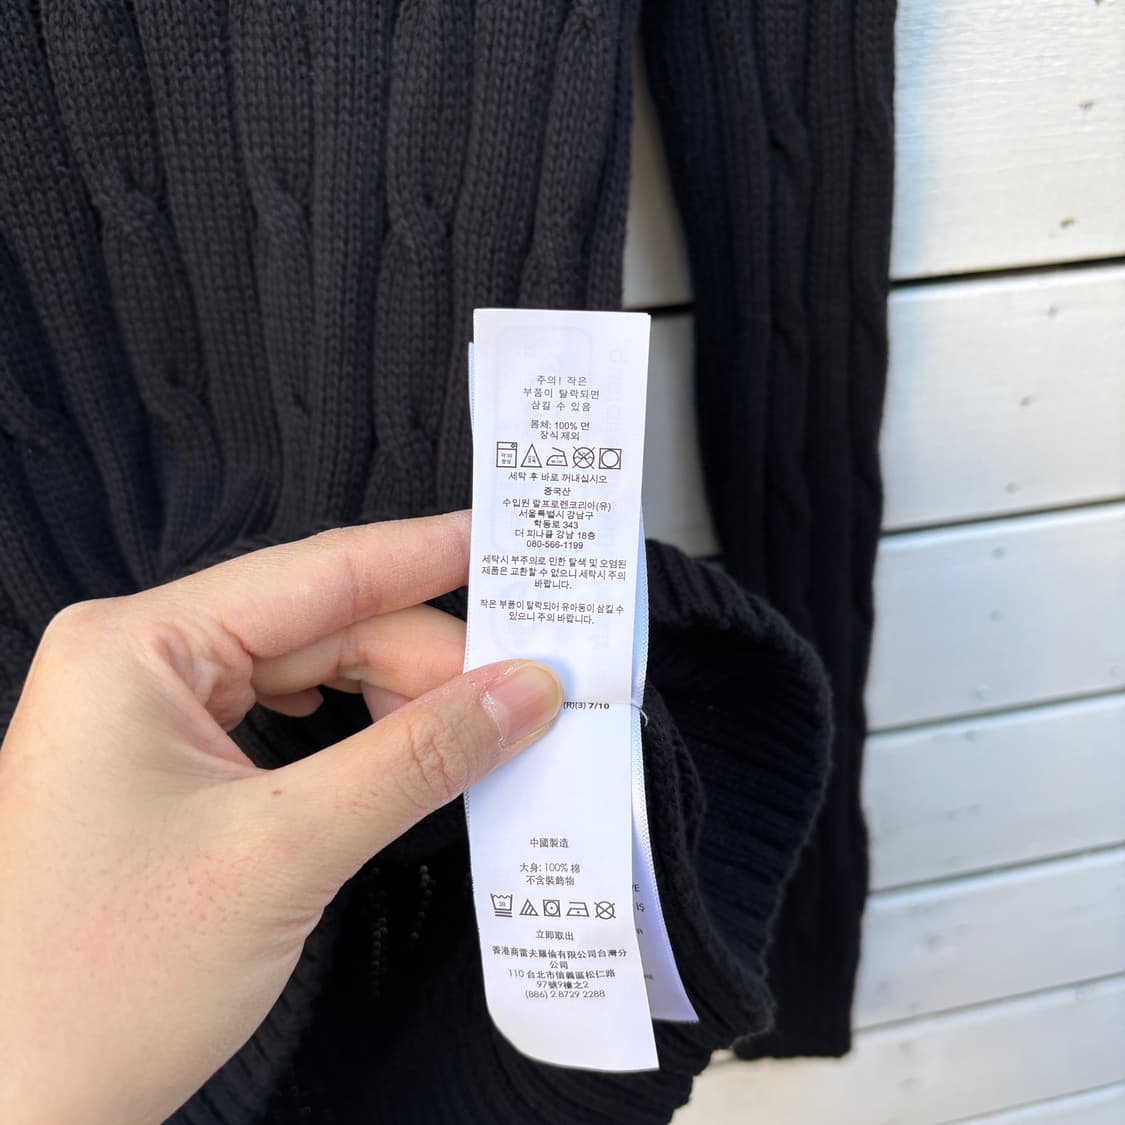 주의! 작은
부품이 탈락되면
삼킬 수 있음
몸체: 100% 면
장식 제외
세탁 후 바로 꺼내십시오
중국산
수입원 랄프로렌코리아(유)
서울특별시 강남구
학동로 343
더 피나클 강남 18층
080-566-1199
세탁시 부주의로 인한 탈색 및 오염된
제품은 교환할 수 없으니 세탁시 주의
바랍니다.
작은 부품이 탈락되어 유아동이 삼킬 수
있으니 주의 바랍니다.
(R)(3) 7/10
中國製造
大身: 100% 棉
不含裝飾物
30
立即取出
香港商雷夫羅倫有限公司台灣分
公司
110 台北市信義區松仁路
97號9樓之2
(886) 2 8729 2288